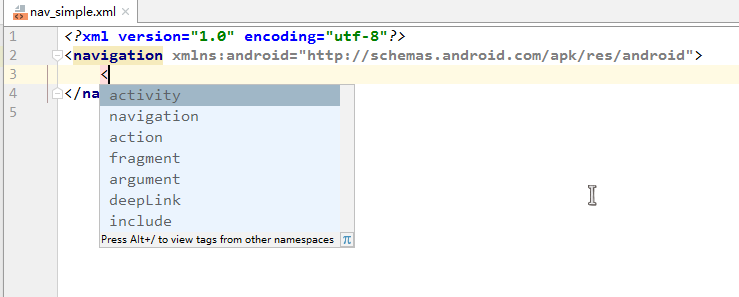 nav_simple.xml ×
1 <?xml version="1.0" encoding="utf-8"?>
2 <navigation xmlns:android="http://schemas.android.com/apk/res/android">
3 <
4 </na
5
activity
navigation
action
fragment
argument
deepLink
include
Press Alt+/ to view tags from other namespaces π